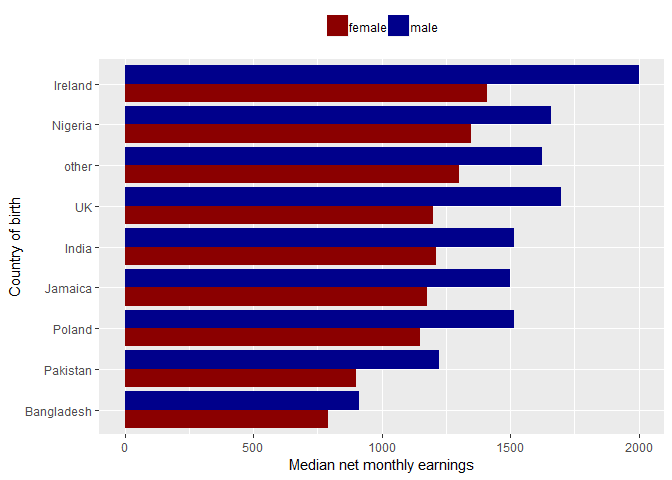 female male
Ireland
Nigeria
other
UK
India
Jamaica
Poland
Pakistan
Bangladesh
Country of birth
0 500 1000 1500 2000
Median net monthly earnings